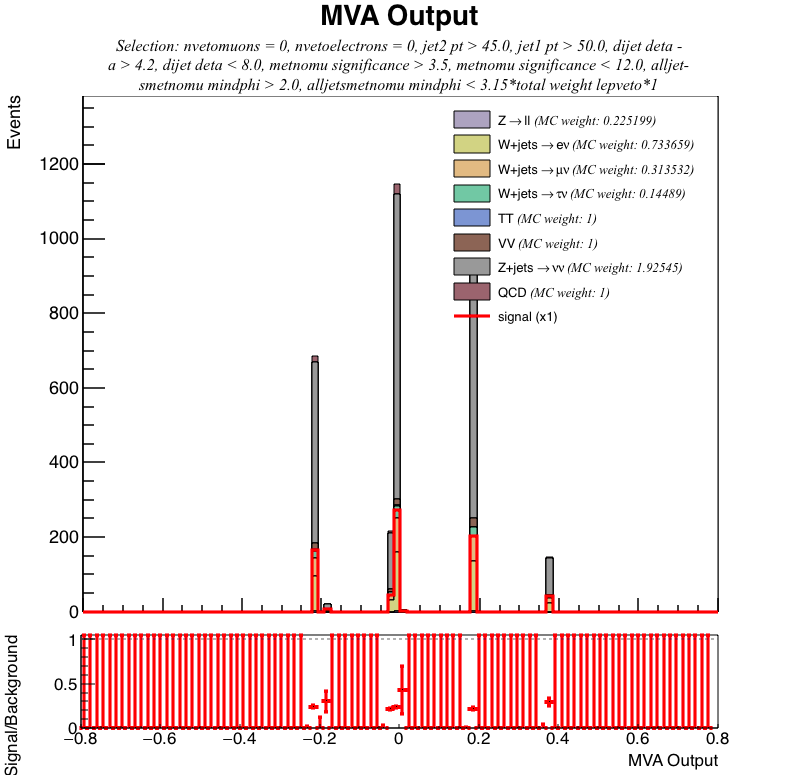 MVA Output
Selection: nvetomuons = 0, nvetoelectrons = 0, jet2 pt > 45.0, jet1 pt > 50.0, dijet deta -
a > 4.2, dijet deta < 8.0, metnomu significance > 3.5, metnomu significance < 12.0, alljet-
smetnomu mindphi > 2.0, alljetsmetnomu mindphi < 3.15*total weight lepveto*1
Events
1200
1000
800
600
400
200
0
Z→ll (MC weight: 0.225199)
W+jets→eν (MC weight: 0.733659)
W+jets→μν (MC weight: 0.313532)
W+jets→τν (MC weight: 0.14489)
TT (MC weight: 1)
VV (MC weight: 1)
Z+jets→νν (MC weight: 1.92545)
QCD (MC weight: 1)
signal (x1)
Signal/Background
1
0.5
0
−0.8 −0.6 −0.4 −0.2 0 0.2 0.4 0.6 0.8
MVA Output